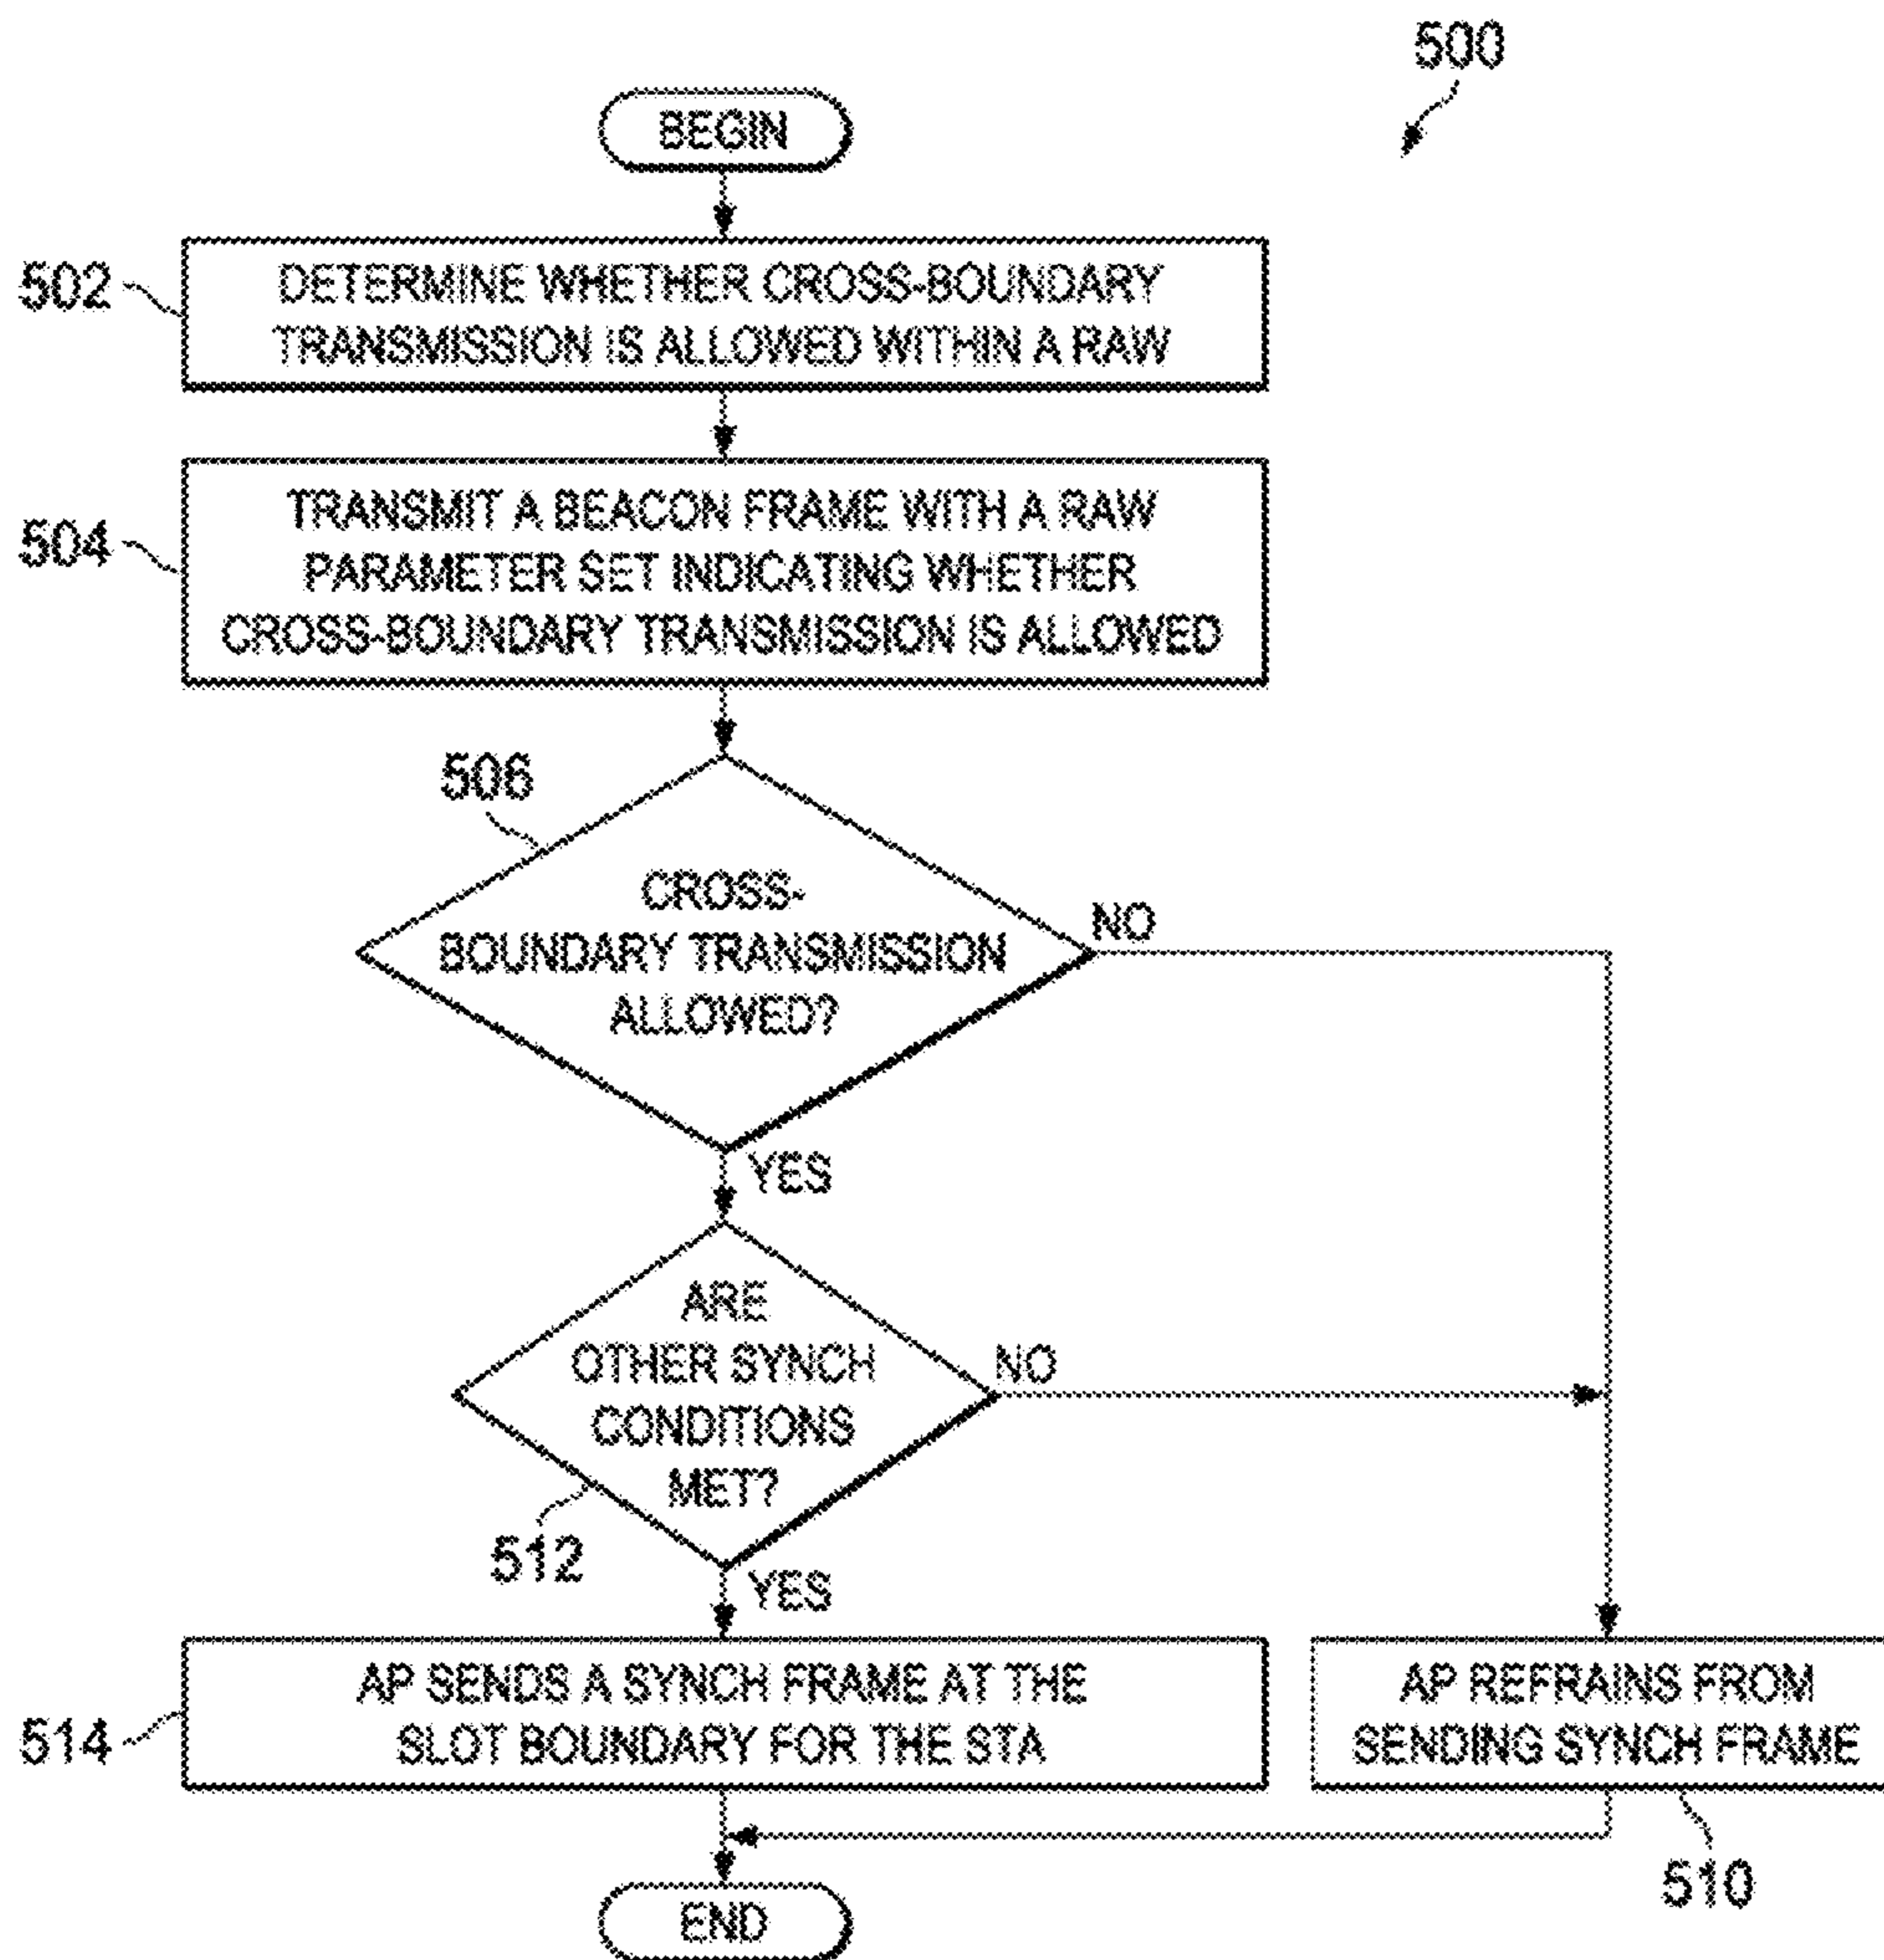 500
BEGIN
502
DETERMINE WHETHER CROSS-BOUNDARY
TRANSMISSION IS ALLOWED WITHIN A RAW
504
TRANSMIT A BEACON FRAME WITH A RAW
PARAMETER SET INDICATING WHETHER
CROSS-BOUNDARY TRANSMISSION IS ALLOWED
506
CROSS-
BOUNDARY TRANSMISSION
ALLOWED?
NO
YES
ARE
OTHER SYNCH
CONDITIONS
MET?
NO
512
YES
514
AP SENDS A SYNCH FRAME AT THE
SLOT BOUNDARY FOR THE STA
AP REFRAINS FROM
SENDING SYNCH FRAME
510
END